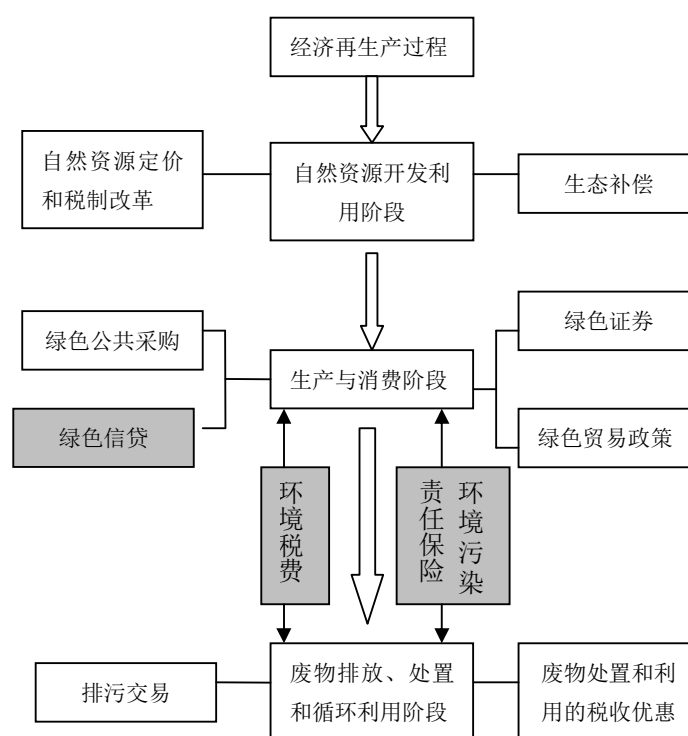 经济再生产过程
自然资源定价
和税制改革
自然资源开发利
用阶段
生态补偿
绿色公共采购
绿色证券
生产与消费阶段
绿色信贷
绿色贸易政策
环境税费
环境污染
责任保险
排污交易
废物排放、处置
和循环利用阶段
废物处置和利
用的税收优惠